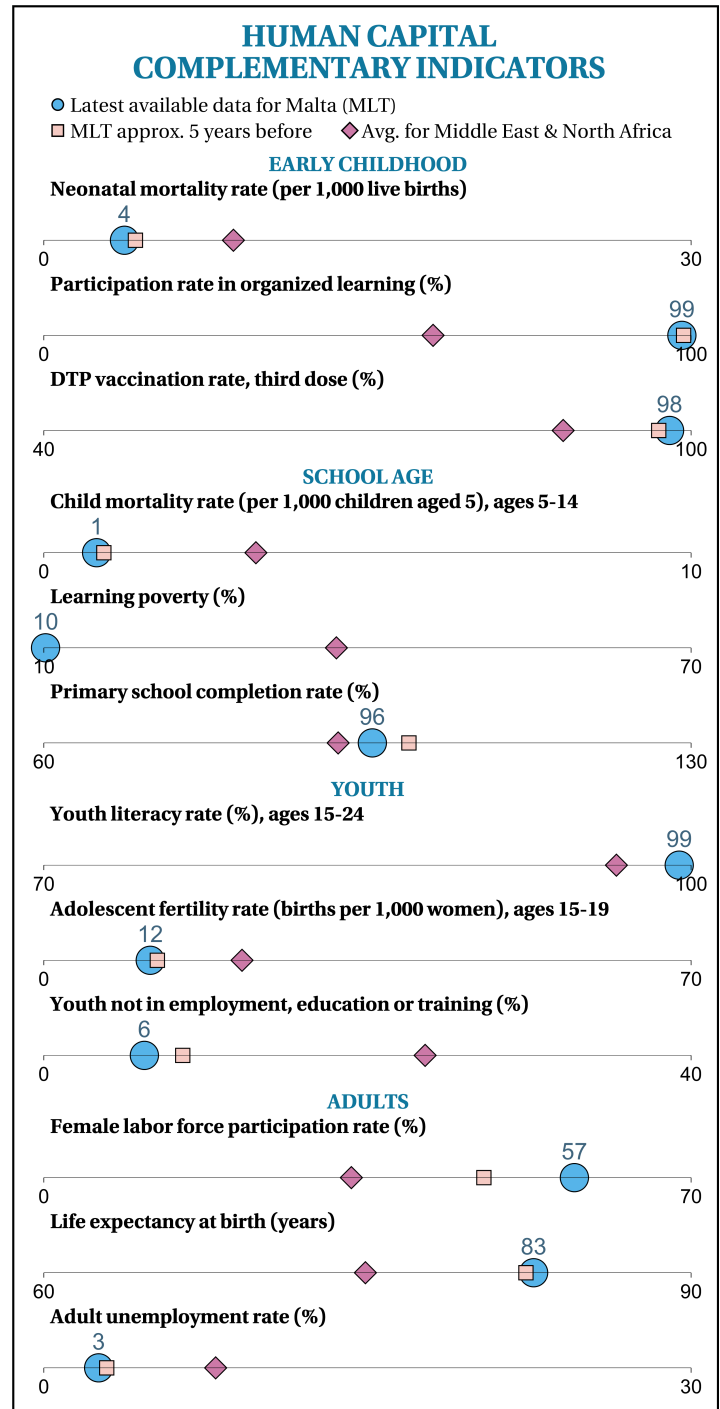 HUMAN CAPITAL
COMPLEMENTARY INDICATORS
Latest available data for Malta (MLT)
MLT approx. 5 years before Avg. for Middle East & North Africa
EARLY CHILDHOOD
Neonatal mortality rate (per 1,000 live births)
4
0 30
Participation rate in organized learning (%)
99
0 100
DTP vaccination rate, third dose (%)
98
40 100
SCHOOL AGE
Child mortality rate (per 1,000 children aged 5), ages 5-14
1
0 10
Learning poverty (%)
10
10 70
Primary school completion rate (%)
96
60 130
YOUTH
Youth literacy rate (%), ages 15-24
99
70 100
Adolescent fertility rate (births per 1,000 women), ages 15-19
12
0 70
Youth not in employment, education or training (%)
6
0 40
ADULTS
Female labor force participation rate (%)
57
0 70
Life expectancy at birth (years)
83
60 90
Adult unemployment rate (%)
3
0 30